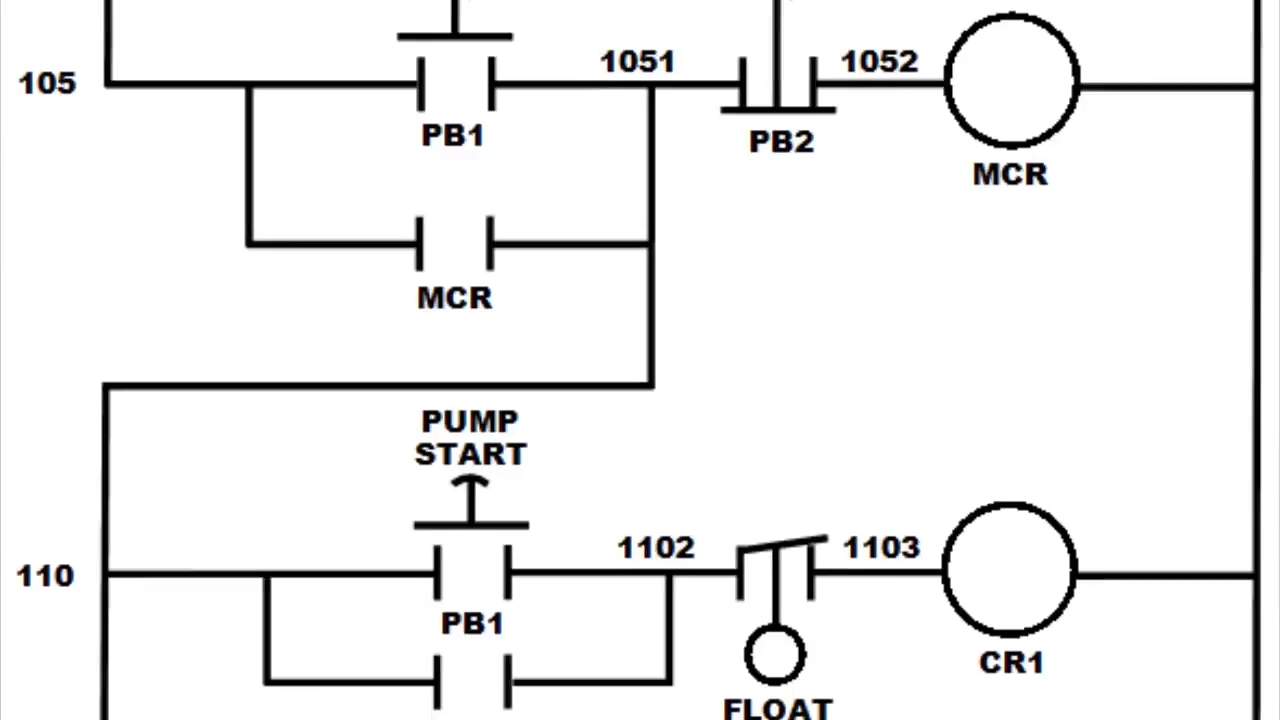 105
1051
1052
PB1
PB2
MCR
MCR
PUMP
START
110
1102
1103
PB1
CR1
FLOAT